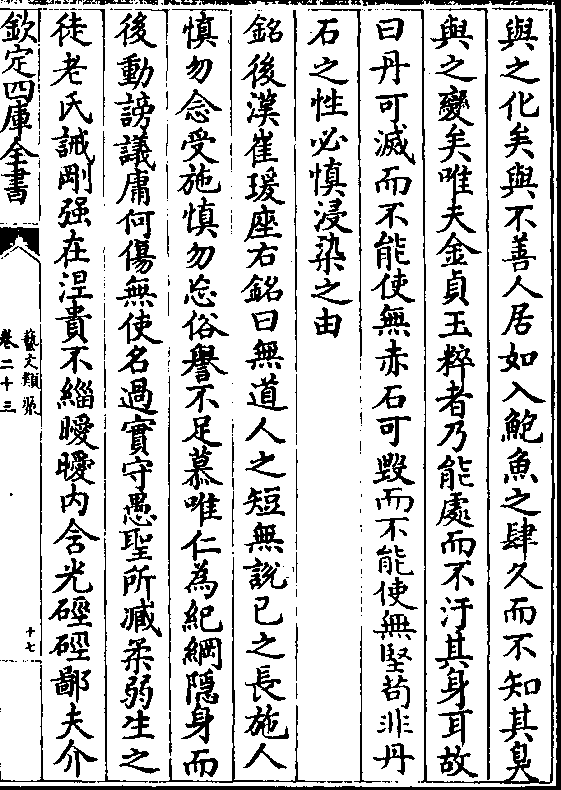 與之化矣與不善人居如入鮑魚之肆久而不知其臭
與之變矣唯夫金貞玉粹者乃能處而不汙其身耳故
曰丹可滅而不能使無赤石可毀而不能使無堅苟非丹
石之性必慎浸染之由
銘後漢崔瑗座右銘曰無道人之短無說已之長施人
慎勿念受施慎勿忘俗譽不足慕唯仁為紀綱隱身而
後動謗議庸何傷無使名過實守愚聖所臧柔弱生之
徒老氏誡剛强在涅貴不緇曖曖内含光硜硜鄙夫介
欽定四庫全書
藝文類聚
卷二十三
十七